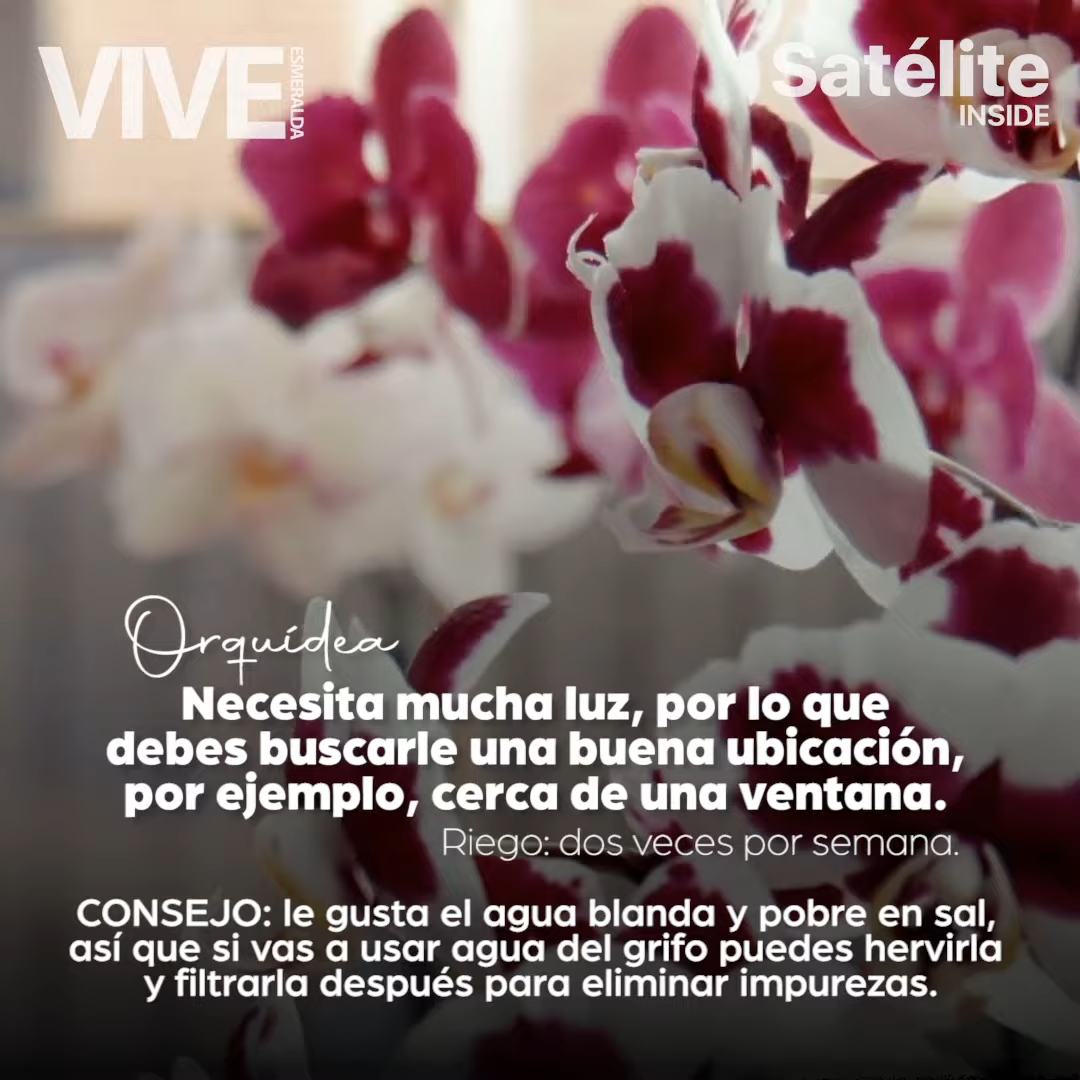 VIVE
ESMERALDA
Satélite
INSIDE
Orquídea
Necesita mucha luz, por lo que
debes buscarle una buena ubicación,
por ejemplo, cerca de una ventana.
Riego: dos veces por semana.
CONSEJO: le gusta el agua blanda y pobre en sal,
así que si vas a usar agua del grifo puedes hervirla
y filtrarla después para eliminar impurezas.